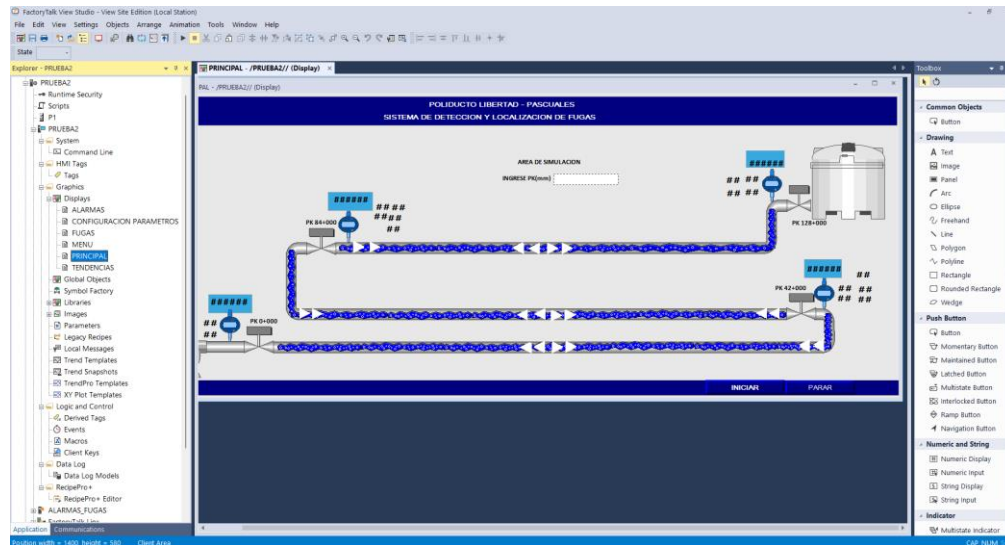 FactoryTalk View Studio - View Site Edition (Local Station)
File Edit View Settings Objects Arrange Animation Tools Window Help
State
Explorer - PRUEBA2
PRUEBA2
Runtime Security
Scripts
P1
PRUEBA2
System
Command Line
HMI Tags
Tags
Graphics
Displays
ALARMAS
CONFIGURACION PARAMETROS
FUGAS
MENU
PRINCIPAL
TENDENCIAS
Global Objects
Symbol Factory
Libraries
Images
Parameters
Legacy Recipes
Local Messages
Trend Templates
Trend Snapshots
TrendPro Templates
XY Plot Templates
Logic and Control
Derived Tags
Events
Macros
Client Keys
Data Log
Data Log Models
RecipePro+
RecipePro+ Editor
ALARMAS_FUGAS
FactoryTalk Linx
Application Communications
PRINCIPAL - /PRUEBA2// (Display)
PAL - /PRUEBA2// (Display)
POLIDUCTO LIBERTAD - PASCUALES
SISTEMA DE DETECCION Y LOCALIZACION DE FUGAS
AREA DE SIMULACION
INGRESE PK(mm)
######
## ##
## ##
PK 128+000
######
## ##
## ##
##
PK 84+000
######
##
PK 42+000
## ##
## ##
######
##
##
PK 0+000
INICIAR PARAR
Toolbox
Common Objects
Button
Drawing
Text
Image
Panel
Arc
Ellipse
Freehand
Line
Polygon
Polyline
Rectangle
Rounded Rectangle
Wedge
Push Button
Button
Momentary Button
Maintained Button
Latched Button
Multistate Button
Interlocked Button
Ramp Button
Navigation Button
Numeric and String
Numeric Display
Numeric Input
String Display
String Input
Indicator
Multistate Indicator
Position width = 1400, height = 580 Client Area
CAP NUM